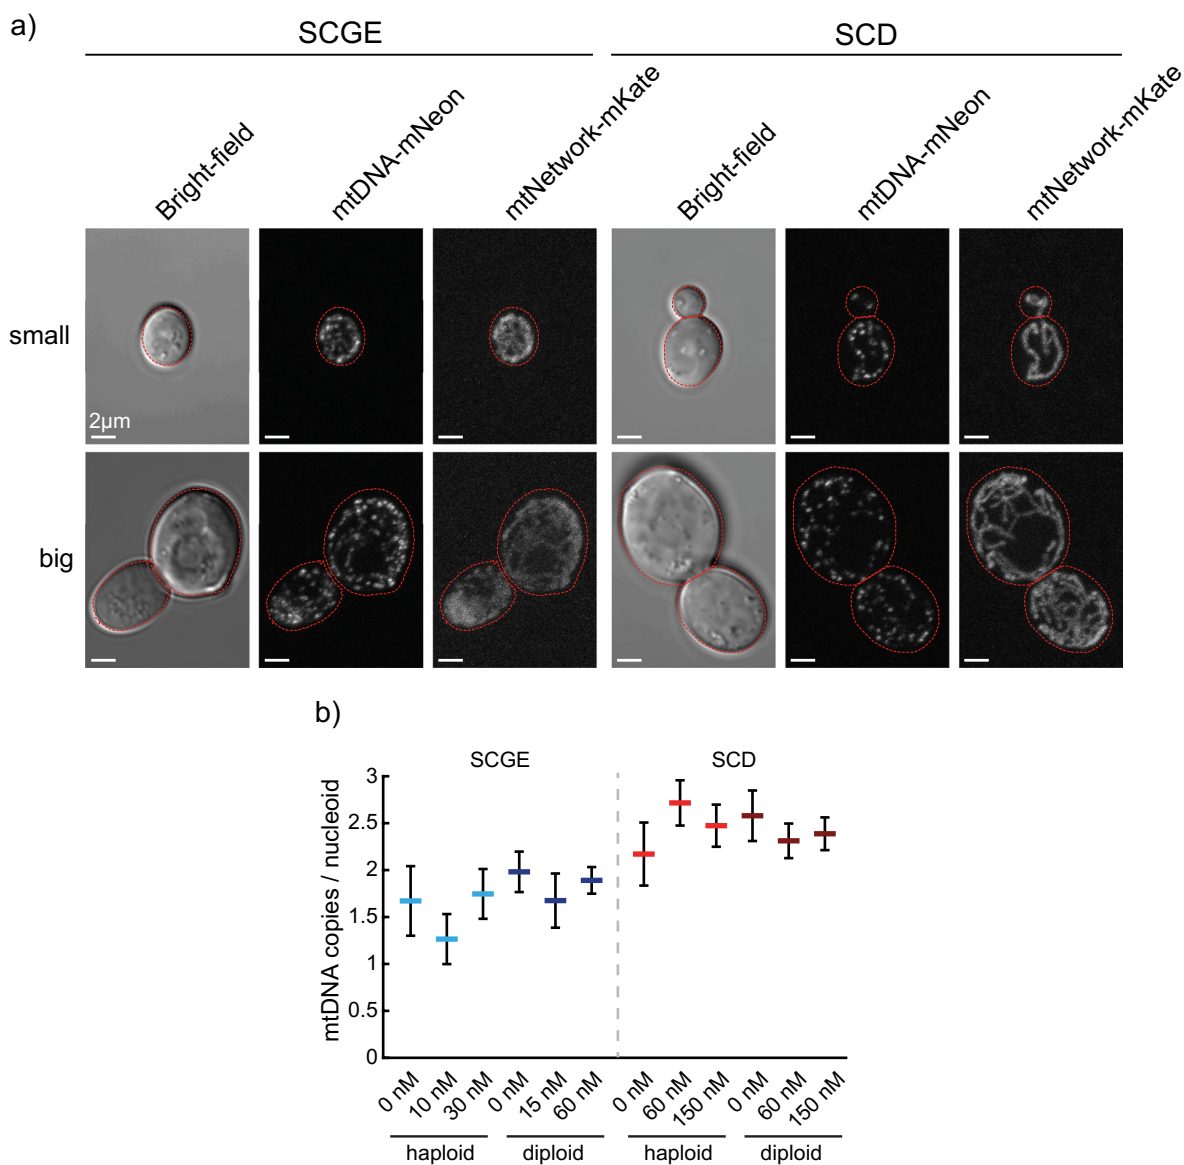 a)
SCGE
SCD
Bright-field
mtDNA-mNeon
mtNetwork-mKate
Bright-field
mtDNA-mNeon
mtNetwork-mKate
small
2µm
big
b)
SCGE
SCD
mtDNA copies / nucleoid
3
2.5
2
1.5
1
0.5
0
0 nM
10 nM
30 nM
0 nM
15 nM
60 nM
0 nM
60 nM
150 nM
0 nM
60 nM
150 nM
haploid
diploid
haploid
diploid